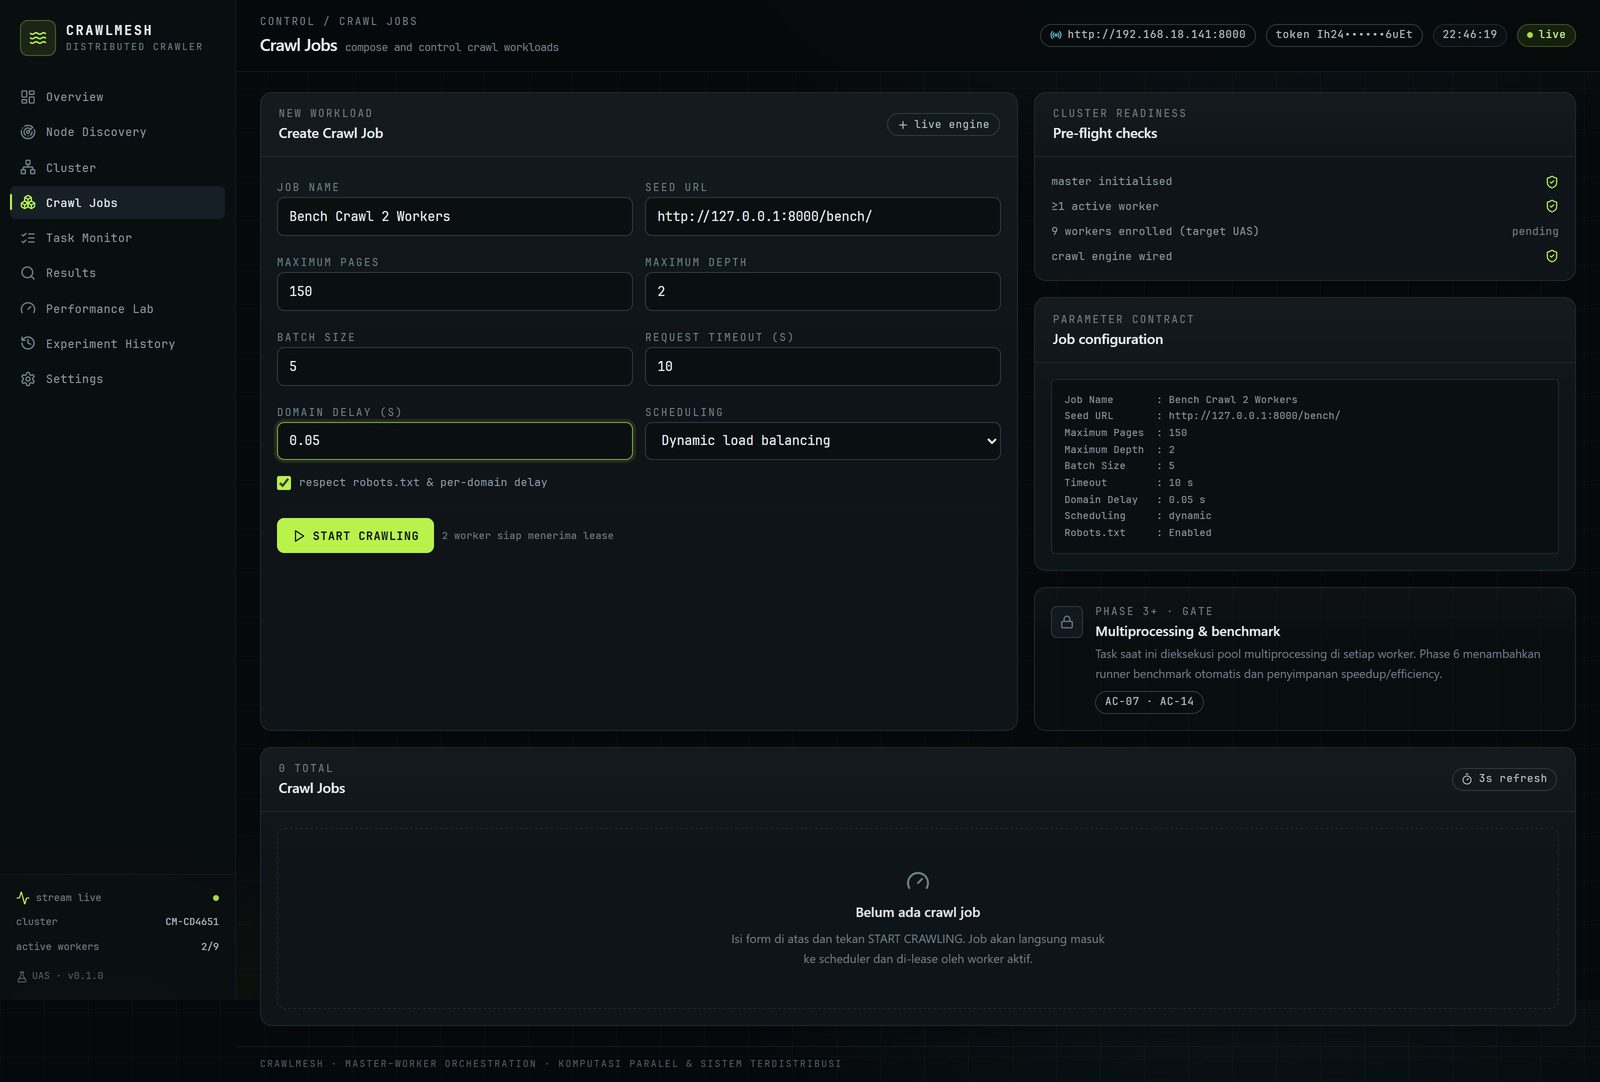 CRAWLMESH
DISTRIBUTED CRAWLER
Overview
Node Discovery
Cluster
Crawl Jobs
Task Monitor
Results
Performance Lab
Experiment History
Settings
stream live
cluster CM-CD4651
active workers 2/9
UAS · v0.1.0
CONTROL / CRAWL JOBS
Crawl Jobs compose and control crawl workloads
http://192.168.18.141:8000
token Ih24••••••6uEt
22:46:19
live
NEW WORKLOAD
Create Crawl Job
+ live engine
JOB NAME
Bench Crawl 2 Workers
SEED URL
http://127.0.0.1:8000/bench/
MAXIMUM PAGES
150
MAXIMUM DEPTH
2
BATCH SIZE
5
REQUEST TIMEOUT (S)
10
DOMAIN DELAY (S)
0.05
SCHEDULING
Dynamic load balancing
respect robots.txt & per-domain delay
START CRAWLING
2 worker siap menerima lease
CLUSTER READINESS
Pre-flight checks
master initialised
≥1 active worker
9 workers enrolled (target UAS) pending
crawl engine wired
PARAMETER CONTRACT
Job configuration
Job Name : Bench Crawl 2 Workers
Seed URL : http://127.0.0.1:8000/bench/
Maximum Pages : 150
Maximum Depth : 2
Batch Size : 5
Timeout : 10 s
Domain Delay : 0.05 s
Scheduling : dynamic
Robots.txt : Enabled
PHASE 3+ · GATE
Multiprocessing & benchmark
Task saat ini dieksekusi pool multiprocessing di setiap worker. Phase 6 menambahkan
runner benchmark otomatis dan penyimpanan speedup/efficiency.
AC-07 · AC-14
0 TOTAL
Crawl Jobs
3s refresh
Belum ada crawl job
Isi form di atas dan tekan START CRAWLING. Job akan langsung masuk
ke scheduler dan di-lease oleh worker aktif.
CRAWLMESH · MASTER-WORKER ORCHESTRATION · KOMPUTASI PARALEL & SISTEM TERDISTRIBUSI